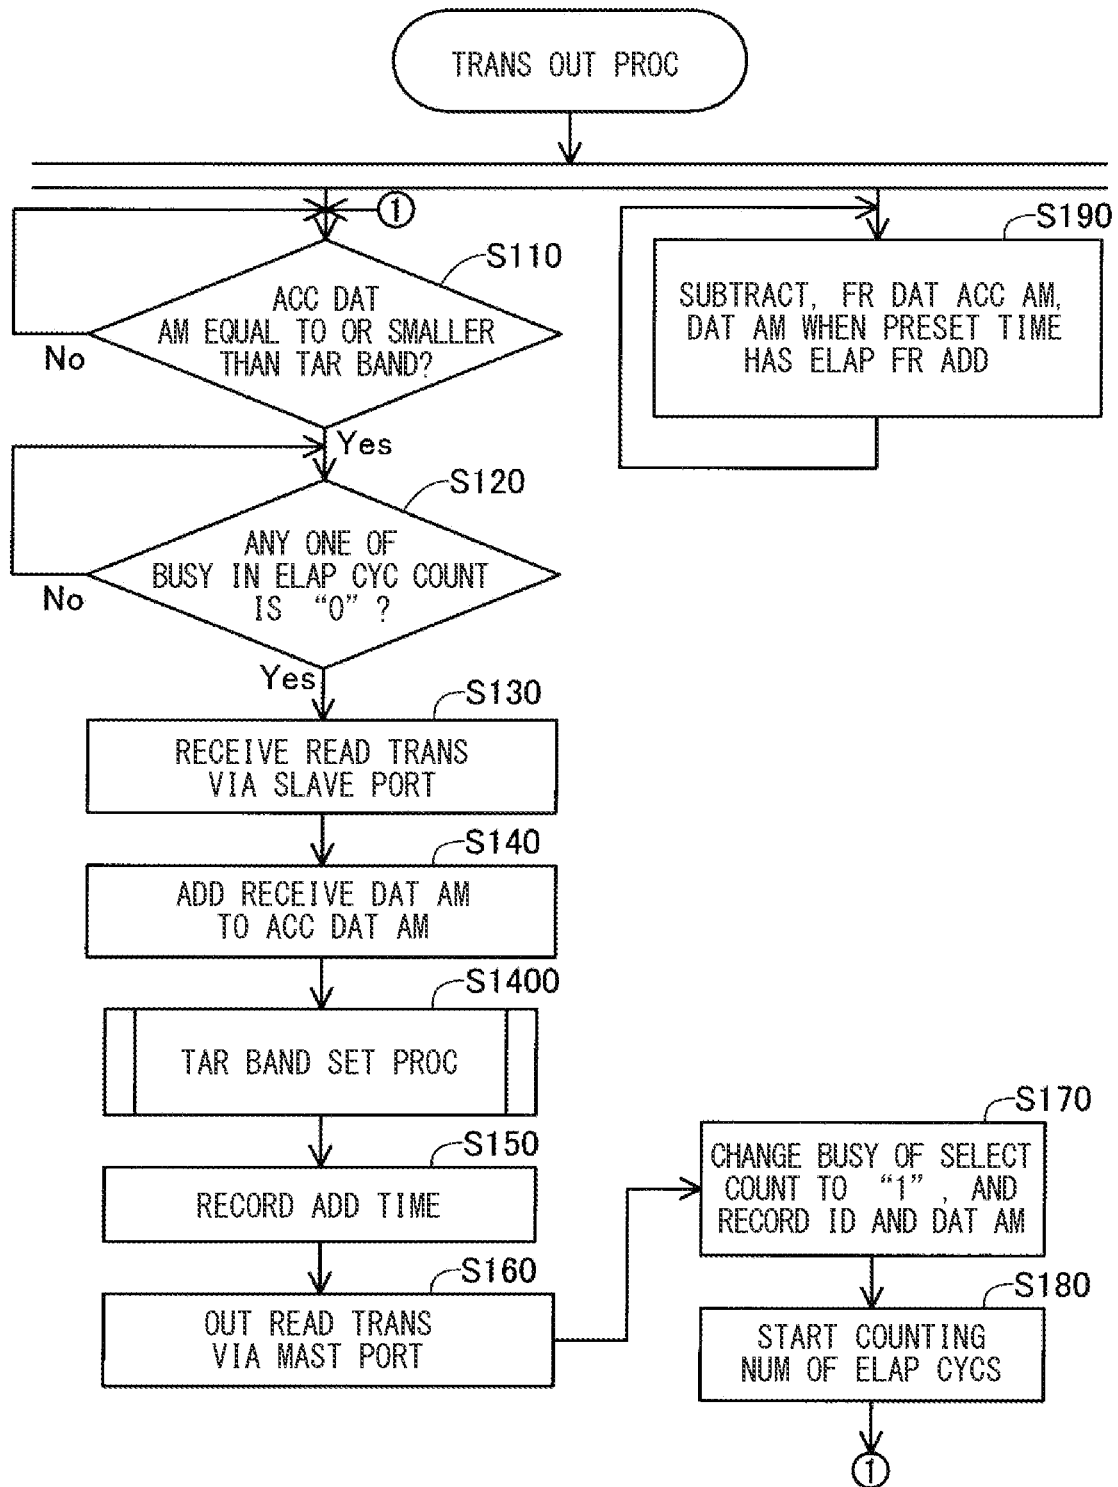 TRANS OUT PROC
①
S110
ACC DAT
AM EQUAL TO OR SMALLER
THAN TAR BAND?
No
Yes
S190
SUBTRACT, FR DAT ACC AM,
DAT AM WHEN PRESET TIME
HAS ELAP FR ADD
S120
ANY ONE OF
BUSY IN ELAP CYC COUNT
IS “0”?
No
Yes
S130
RECEIVE READ TRANS
VIA SLAVE PORT
S140
ADD RECEIVE DAT AM
TO ACC DAT AM
S1400
TAR BAND SET PROC
S150
RECORD ADD TIME
S160
OUT READ TRANS
VIA MAST PORT
S170
CHANGE BUSY OF SELECT
COUNT TO “1”, AND
RECORD ID AND DAT AM
S180
START COUNTING
NUM OF ELAP CYCS
①